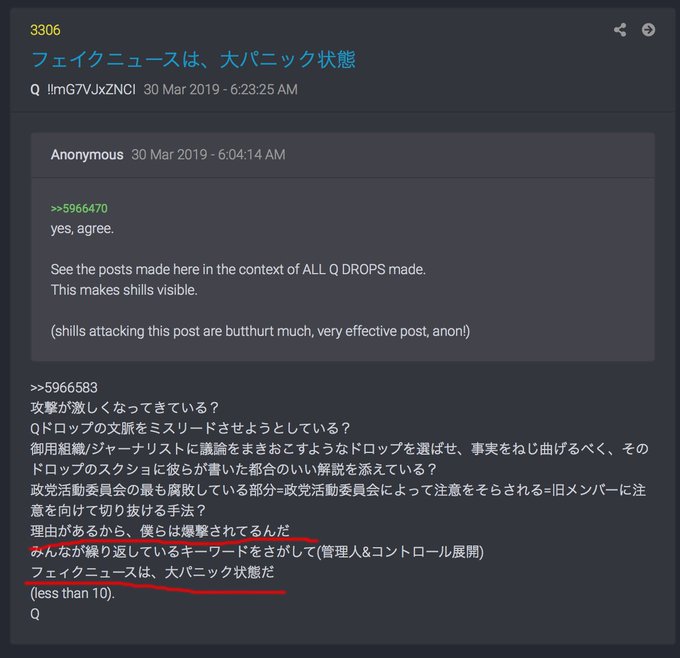 3306
フェイクニュースは、大パニック状態
Q !!mG7VJxZNCI 30 Mar 2019 - 6:23:25 AM
Anonymous 30 Mar 2019 - 6:04:14 AM
>>5966470
yes, agree.
See the posts made here in the context of ALL Q DROPS made.
This makes shills visible.
(shills attacking this post are butthurt much, very effective post, anon!)
>>5966583
攻撃が激しくなってきている？
Qドロップの文脈をミスリードさせようとしている？
御用組織/ジャーナリストに議論をまきおこすようなドロップを選ばせ、事実をねじ曲げるべく、その
ドロップのスクショに彼らが書いた都合のいい解説を添えている？
政党活動委員会の最も腐敗している部分=政党活動委員会によって注意をそらされる=旧メンバーに注
意を向けて切り抜ける手法？
理由があるから、僕らは爆撃されてるんだ
みんなが繰り返しているキーワードをさがして(管理人&コントロール展開)
フェィクニュースは、大パニック状態だ
(less than 10).
Q